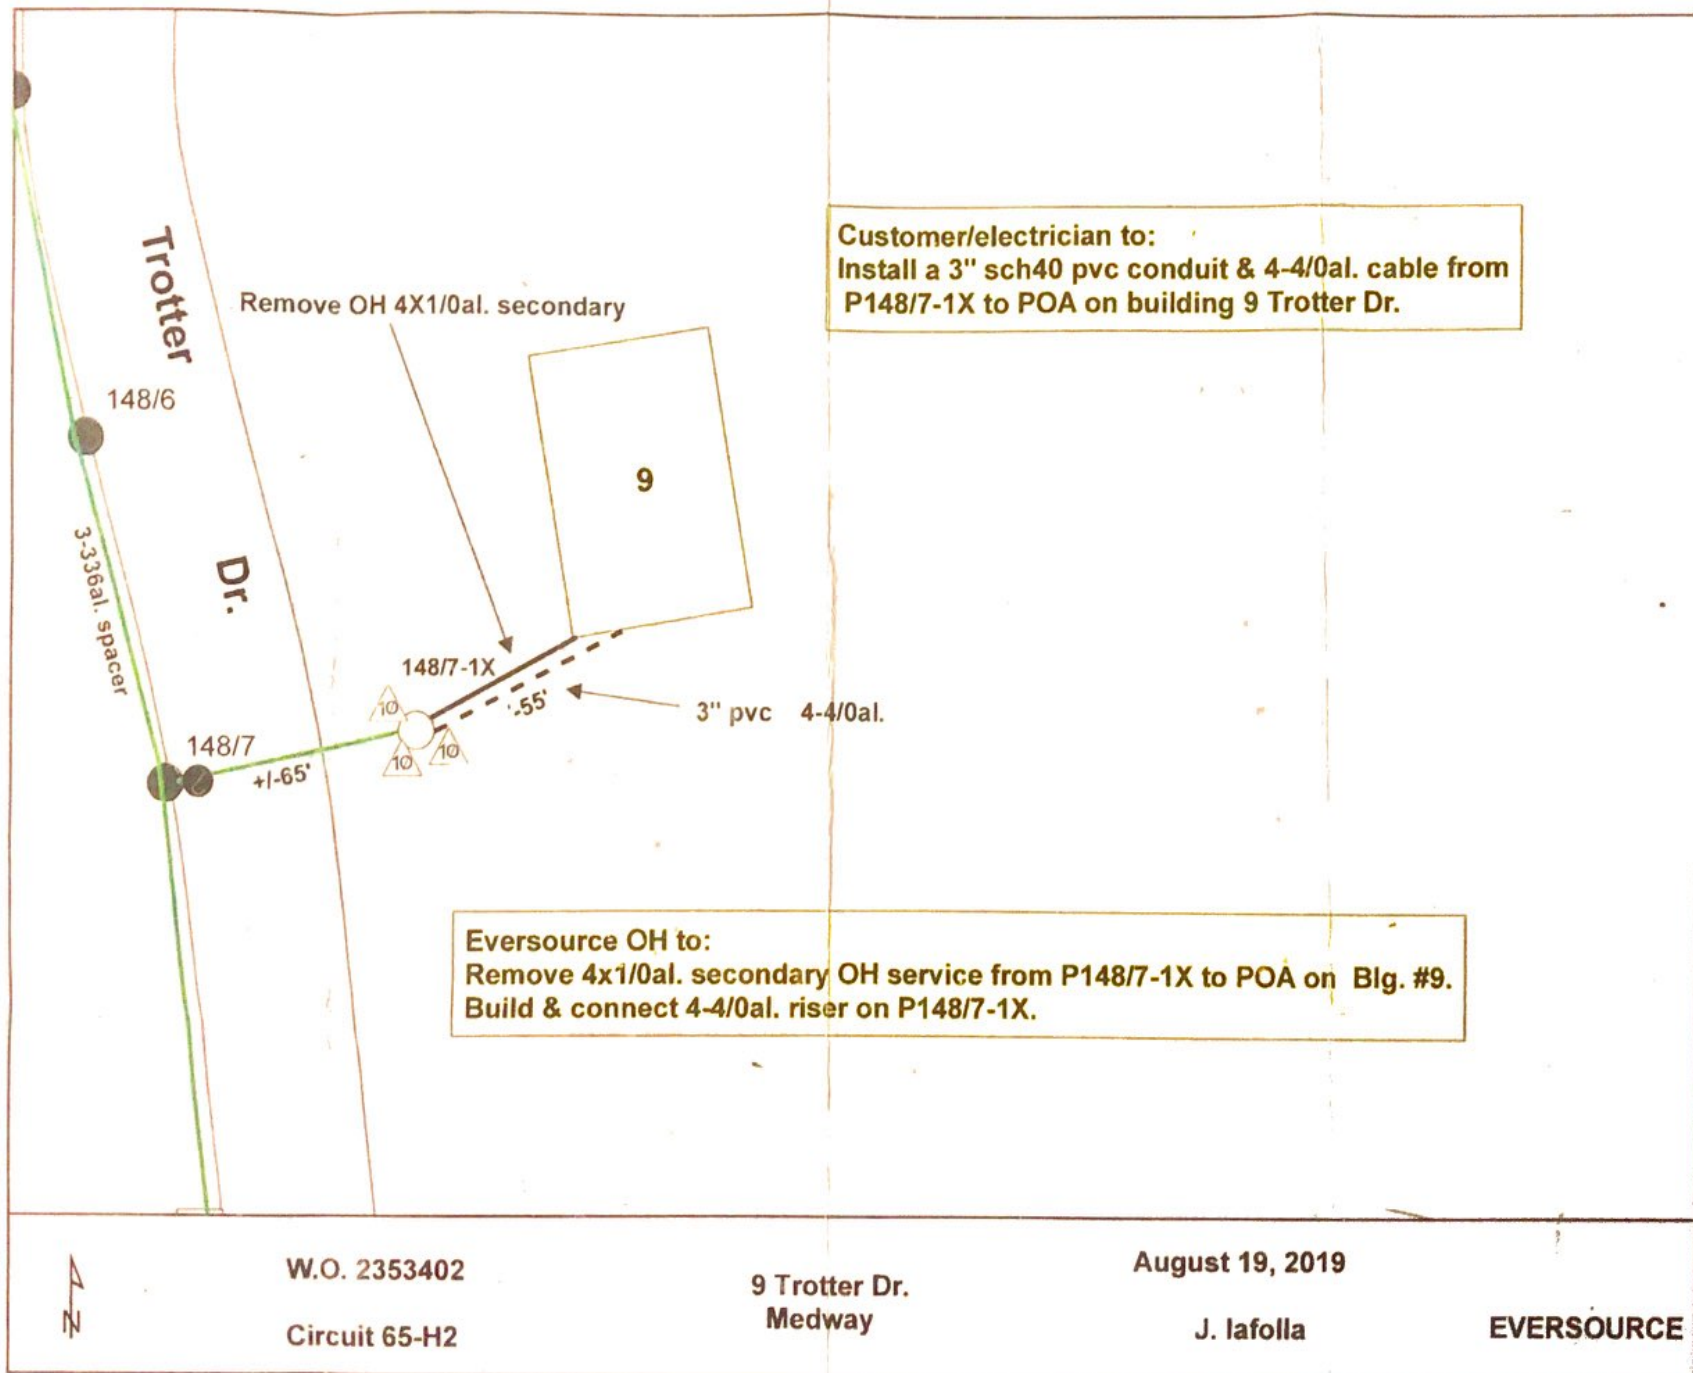 Customer/electrician to:
Install a 3" sch40 pvc conduit & 4-4/0al. cable from
P148/7-1X to POA on building 9 Trotter Dr.
Trotter
Dr.
Remove OH 4X1/0al. secondary
148/6
9
3-336al. spacer
148/7-1X
'-55'
3" pvc 4-4/0al.
10
10
10
148/7
+/-65'
Eversource OH to:
Remove 4x1/0al. secondary OH service from P148/7-1X to POA on Blg. #9.
Build & connect 4-4/0al. riser on P148/7-1X.
N
W.O. 2353402
Circuit 65-H2
9 Trotter Dr.
Medway
August 19, 2019
J. Iafolla
EVERSOURCE